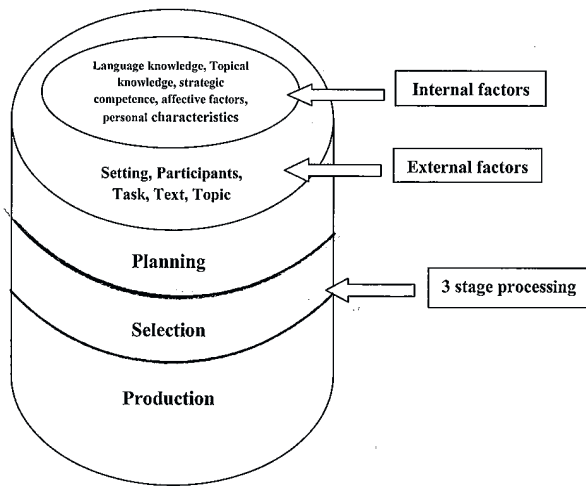 Language knowledge, Topical
knowledge, strategic
competence, affective factors,
personal characteristics
Internal factors
Setting, Participants,
Task, Text, Topic
External factors
Planning
3 stage processing
Selection
Production